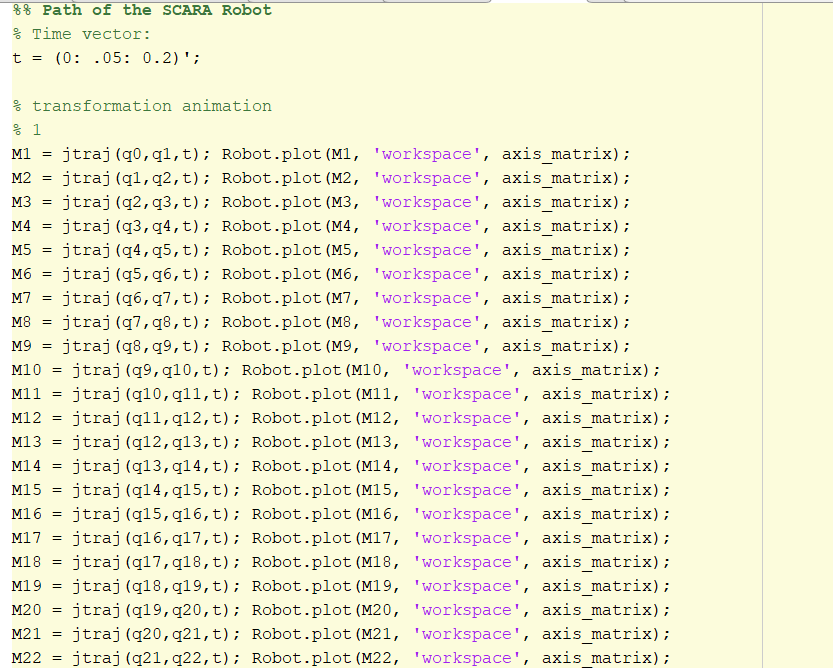 %% Path of the SCARA Robot
% Time vector:
t = (0: .05: 0.2)';
% transformation animation
% 1
M1 = jtraj(q0,q1,t); Robot.plot(M1, 'workspace', axis_matrix);
M2 = jtraj(q1,q2,t); Robot.plot(M2, 'workspace', axis_matrix);
M3 = jtraj(q2,q3,t); Robot.plot(M3, 'workspace', axis_matrix);
M4 = jtraj(q3,q4,t); Robot.plot(M4, 'workspace', axis_matrix);
M5 = jtraj(q4,q5,t); Robot.plot(M5, 'workspace', axis_matrix);
M6 = jtraj(q5,q6,t); Robot.plot(M6, 'workspace', axis_matrix);
M7 = jtraj(q6,q7,t); Robot.plot(M7, 'workspace', axis_matrix);
M8 = jtraj(q7,q8,t); Robot.plot(M8, 'workspace', axis_matrix);
M9 = jtraj(q8,q9,t); Robot.plot(M9, 'workspace', axis_matrix);
M10 = jtraj(q9,q10,t); Robot.plot(M10, 'workspace', axis_matrix);
M11 = jtraj(q10,q11,t); Robot.plot(M11, 'workspace', axis_matrix);
M12 = jtraj(q11,q12,t); Robot.plot(M12, 'workspace', axis_matrix);
M13 = jtraj(q12,q13,t); Robot.plot(M13, 'workspace', axis_matrix);
M14 = jtraj(q13,q14,t); Robot.plot(M14, 'workspace', axis_matrix);
M15 = jtraj(q14,q15,t); Robot.plot(M15, 'workspace', axis_matrix);
M16 = jtraj(q15,q16,t); Robot.plot(M16, 'workspace', axis_matrix);
M17 = jtraj(q16,q17,t); Robot.plot(M17, 'workspace', axis_matrix);
M18 = jtraj(q17,q18,t); Robot.plot(M18, 'workspace', axis_matrix);
M19 = jtraj(q18,q19,t); Robot.plot(M19, 'workspace', axis_matrix);
M20 = jtraj(q19,q20,t); Robot.plot(M20, 'workspace', axis_matrix);
M21 = jtraj(q20,q21,t); Robot.plot(M21, 'workspace', axis_matrix);
M22 = jtraj(q21,q22,t); Robot.plot(M22, 'workspace', axis_matrix);